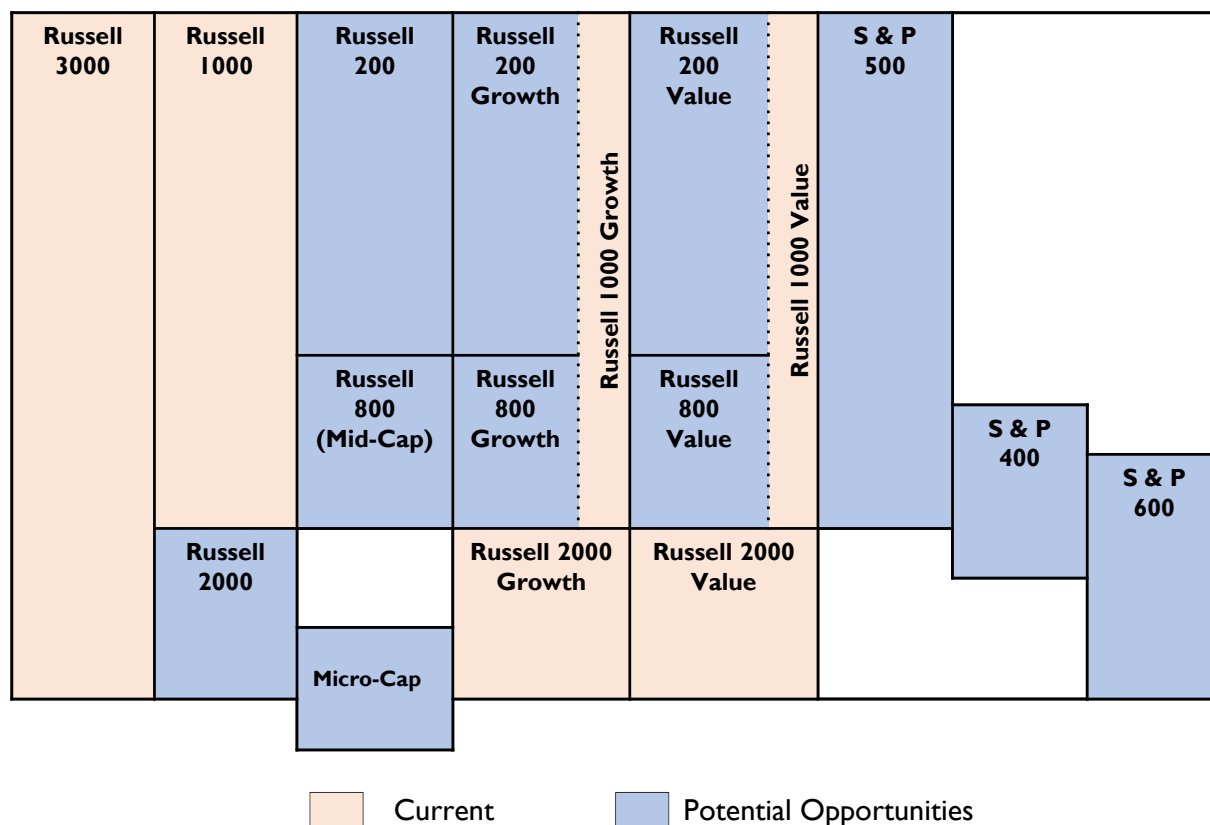 Russell
3000
Russell
1000
Russell
200
Russell
200
Growth
Russell 1000 Growth
Russell
200
Value
Russell 1000 Value
S & P
500
Russell
800
(Mid-Cap)
Russell
800
Growth
Russell
800
Value
S & P
400
S & P
600
Russell
2000
Russell 2000
Growth
Russell 2000
Value
Micro-Cap
Current
Potential Opportunities